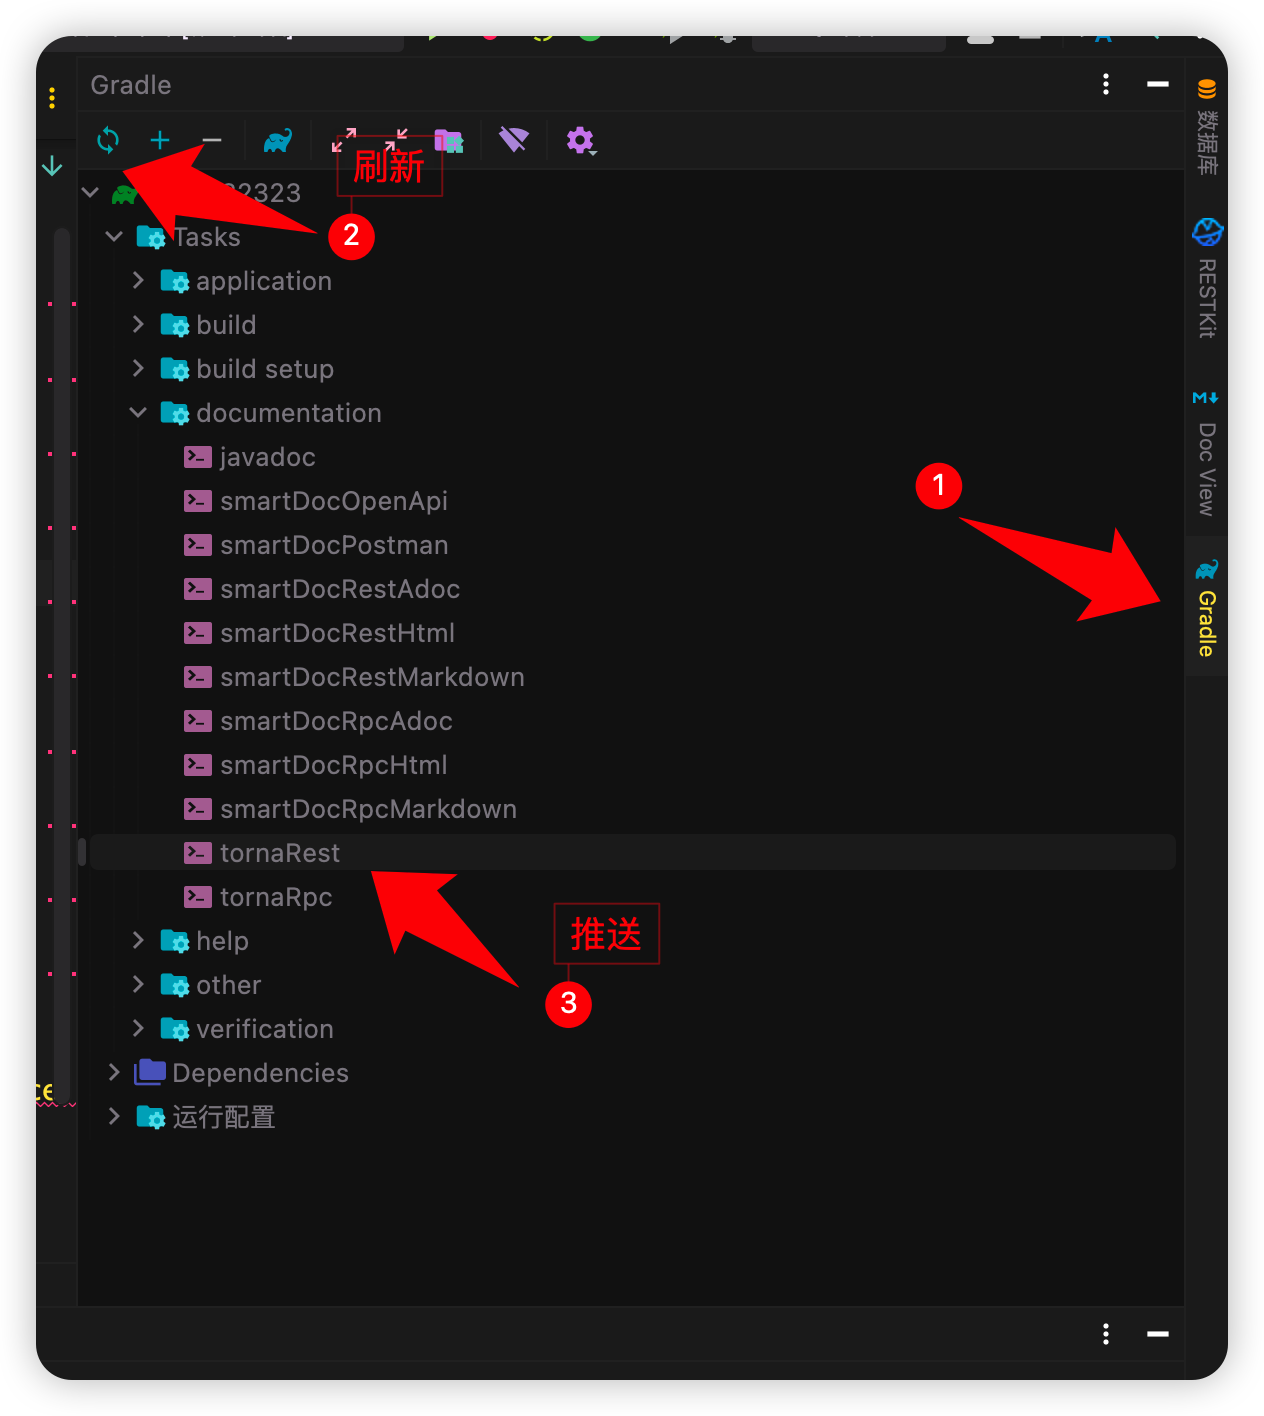 Gradle
刷新
2323
2
Tasks
application
build
build setup
documentation
javadoc
smartDocOpenApi
smartDocPostman
smartDocRestAdoc
smartDocRestHtml
smartDocRestMarkdown
smartDocRpcAdoc
smartDocRpcHtml
smartDocRpcMarkdown
tornaRest
tornaRpc
推送
3
help
other
verification
Dependencies
运行配置
1
数据库
RESTKit
M
Doc View
Gradle